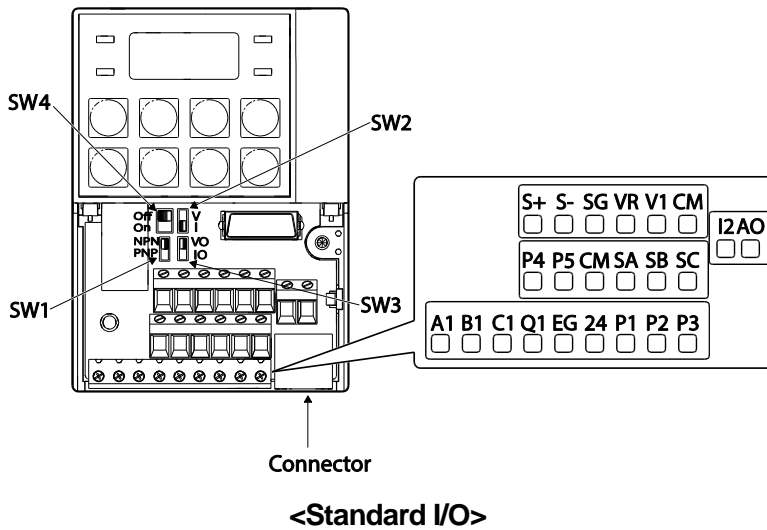 SW4
SW2
Off
On
V
I
NPN
PNP
VO
IO
SW1
SW3
S+ S- SG VR V1 CM
I2 AO
P4 P5 CM SA SB SC
A1 B1 C1 Q1 EG 24 P1 P2 P3
Connector
<Standard I/O>